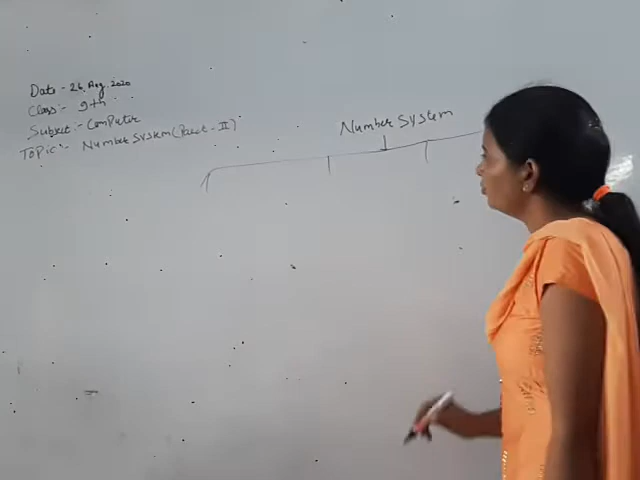 Date - 26, Aug, 2020
Class :- 9th
Subject :- Computer
Topic :- Number System (Part - II)
Number System